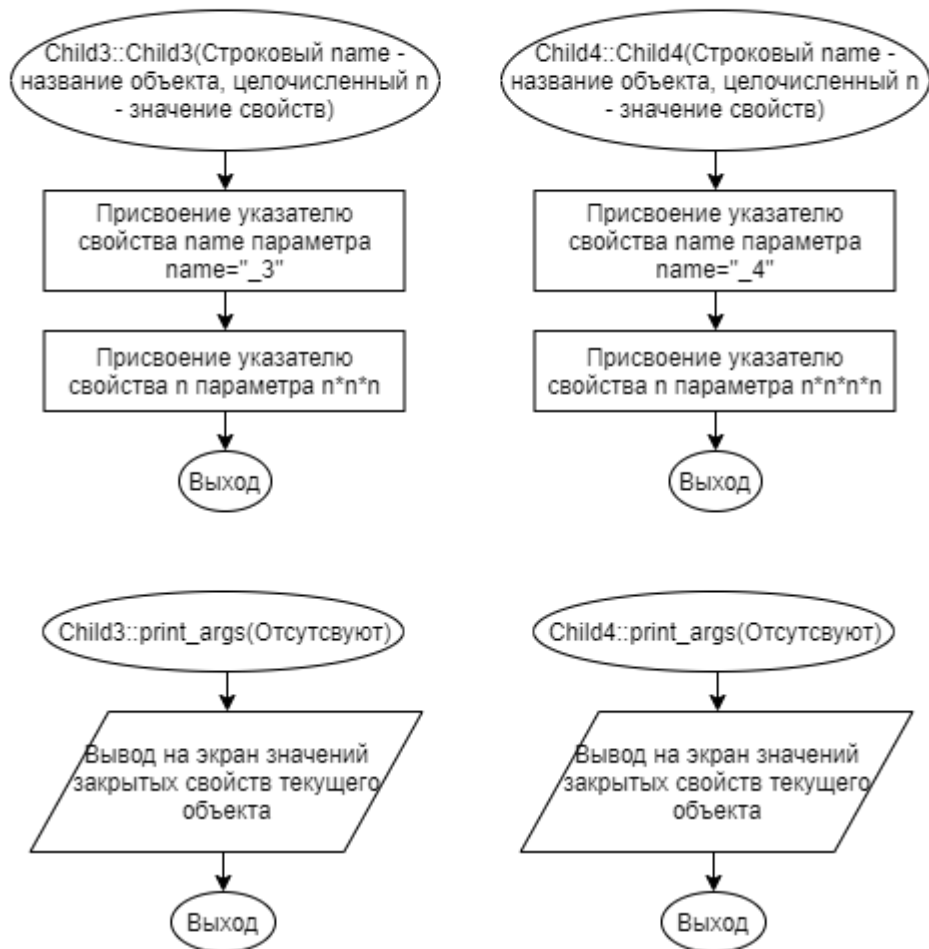 Child3::Child3(Строковый name -
название объекта, целочисленный n
- значение свойств)
Присвоение указателю
свойства name параметра
name="_3"
Присвоение указателю
свойства n параметра n*n*n
Выход
Child4::Child4(Строковый name -
название объекта, целочисленный n
- значение свойств)
Присвоение указателю
свойства name параметра
name="_4"
Присвоение указателю
свойства n параметра n*n*n*n
Выход
Child3::print_args(Отсутсвуют)
Вывод на экран значений
закрытых свойств текущего
объекта
Выход
Child4::print_args(Отсутсвуют)
Вывод на экран значений
закрытых свойств текущего
объекта
Выход